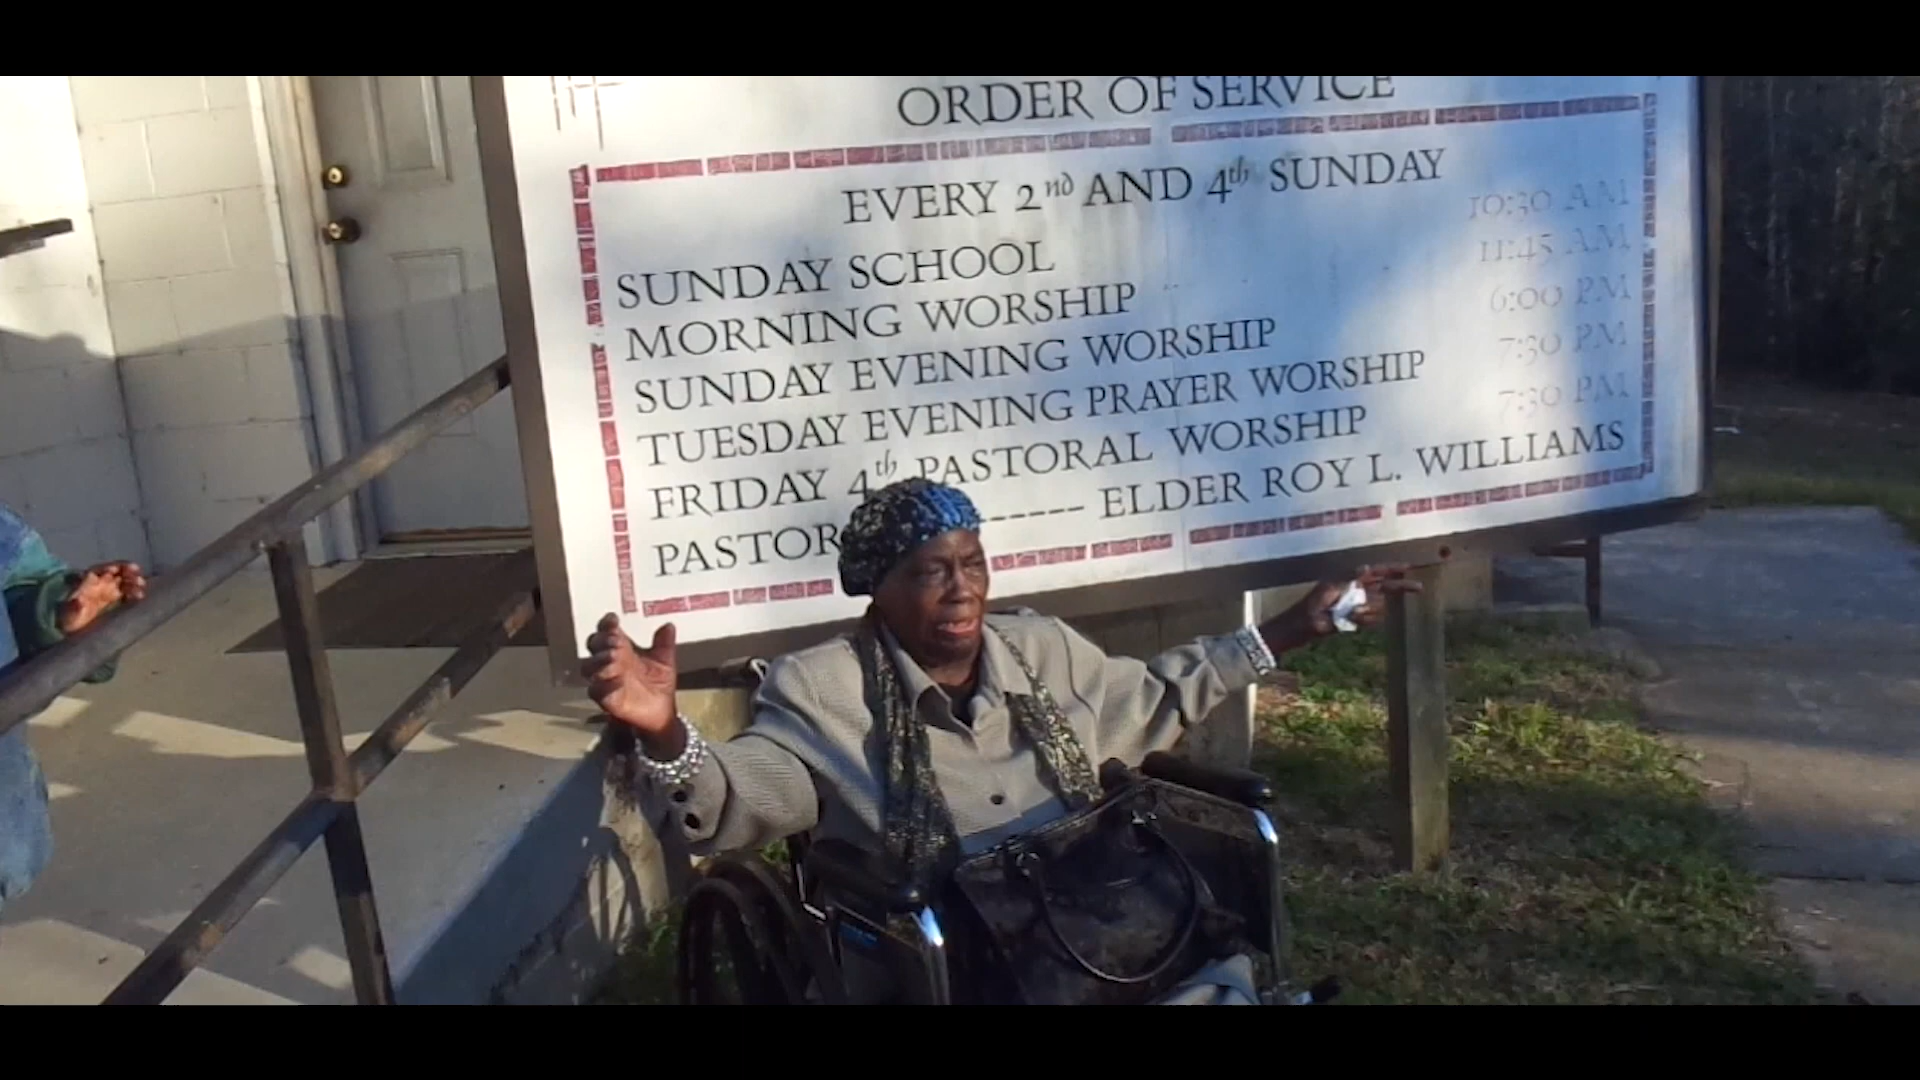 ORDER OF SERVICE
EVERY 2nd AND 4th SUNDAY
SUNDAY SCHOOL 10:30 AM
MORNING WORSHIP 11:45 AM
SUNDAY EVENING WORSHIP 6:00 PM
TUESDAY EVENING PRAYER WORSHIP 7:30 PM
FRIDAY 4th PASTORAL WORSHIP 7:30 PM
PASTOR ------ ELDER ROY L. WILLIAMS